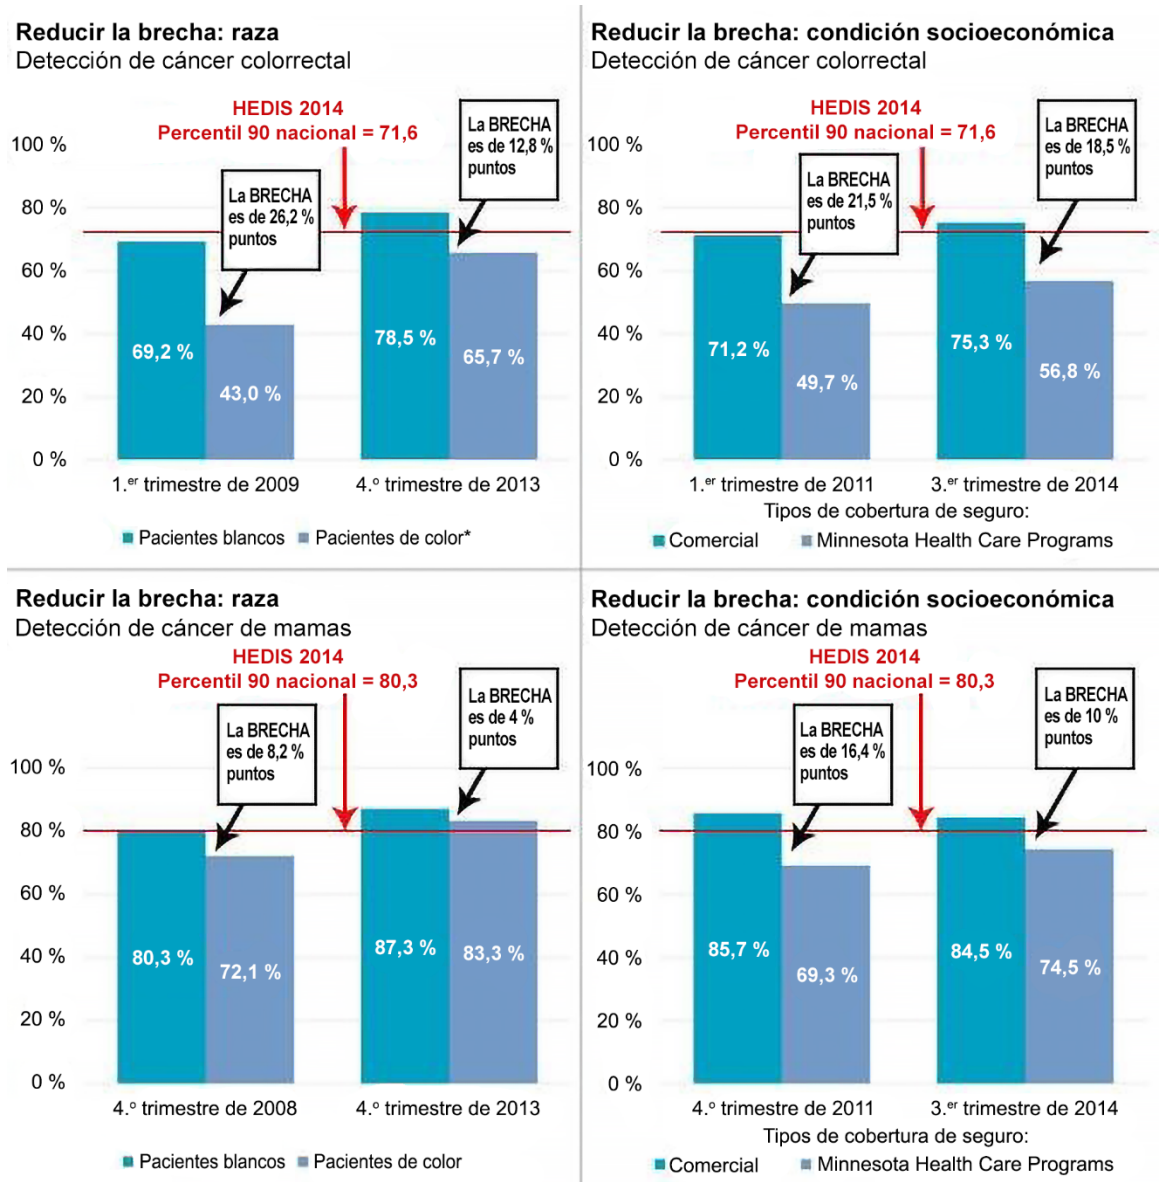 Reducir la brecha: raza
Detección de cáncer colorrectal
HEDIS 2014
Percentil 90 nacional = 71,6
La BRECHA
es de 12,8 %
puntos
La BRECHA
es de 26,2 %
puntos
100 %
80 %
60 %
40 %
20 %
0 %
69,2 %
43,0 %
78,5 %
65,7 %
1.er trimestre de 2009
4.o trimestre de 2013
Pacientes blancos
Pacientes de color*
Reducir la brecha: condición socioeconómica
Detección de cáncer colorrectal
HEDIS 2014
Percentil 90 nacional = 71,6
La BRECHA
es de 18,5 %
puntos
La BRECHA
es de 21,5 %
puntos
100 %
80 %
60 %
40 %
20 %
0 %
71,2 %
49,7 %
75,3 %
56,8 %
1.er trimestre de 2011
3.er trimestre de 2014
Tipos de cobertura de seguro:
Comercial
Minnesota Health Care Programs
Reducir la brecha: raza
Detección de cáncer de mamas
HEDIS 2014
Percentil 90 nacional = 80,3
La BRECHA
es de 4 %
puntos
La BRECHA
es de 8,2 %
puntos
100 %
80 %
60 %
40 %
20 %
0 %
80,3 %
72,1 %
87,3 %
83,3 %
4.o trimestre de 2008
4.o trimestre de 2013
Pacientes blancos
Pacientes de color
Reducir la brecha: condición socioeconómica
Detección de cáncer de mamas
HEDIS 2014
Percentil 90 nacional = 80,3
La BRECHA
es de 10 %
puntos
La BRECHA
es de 16,4 %
puntos
100 %
80 %
60 %
40 %
20 %
0 %
85,7 %
69,3 %
84,5 %
74,5 %
4.o trimestre de 2011
3.er trimestre de 2014
Tipos de cobertura de seguro:
Comercial
Minnesota Health Care Programs